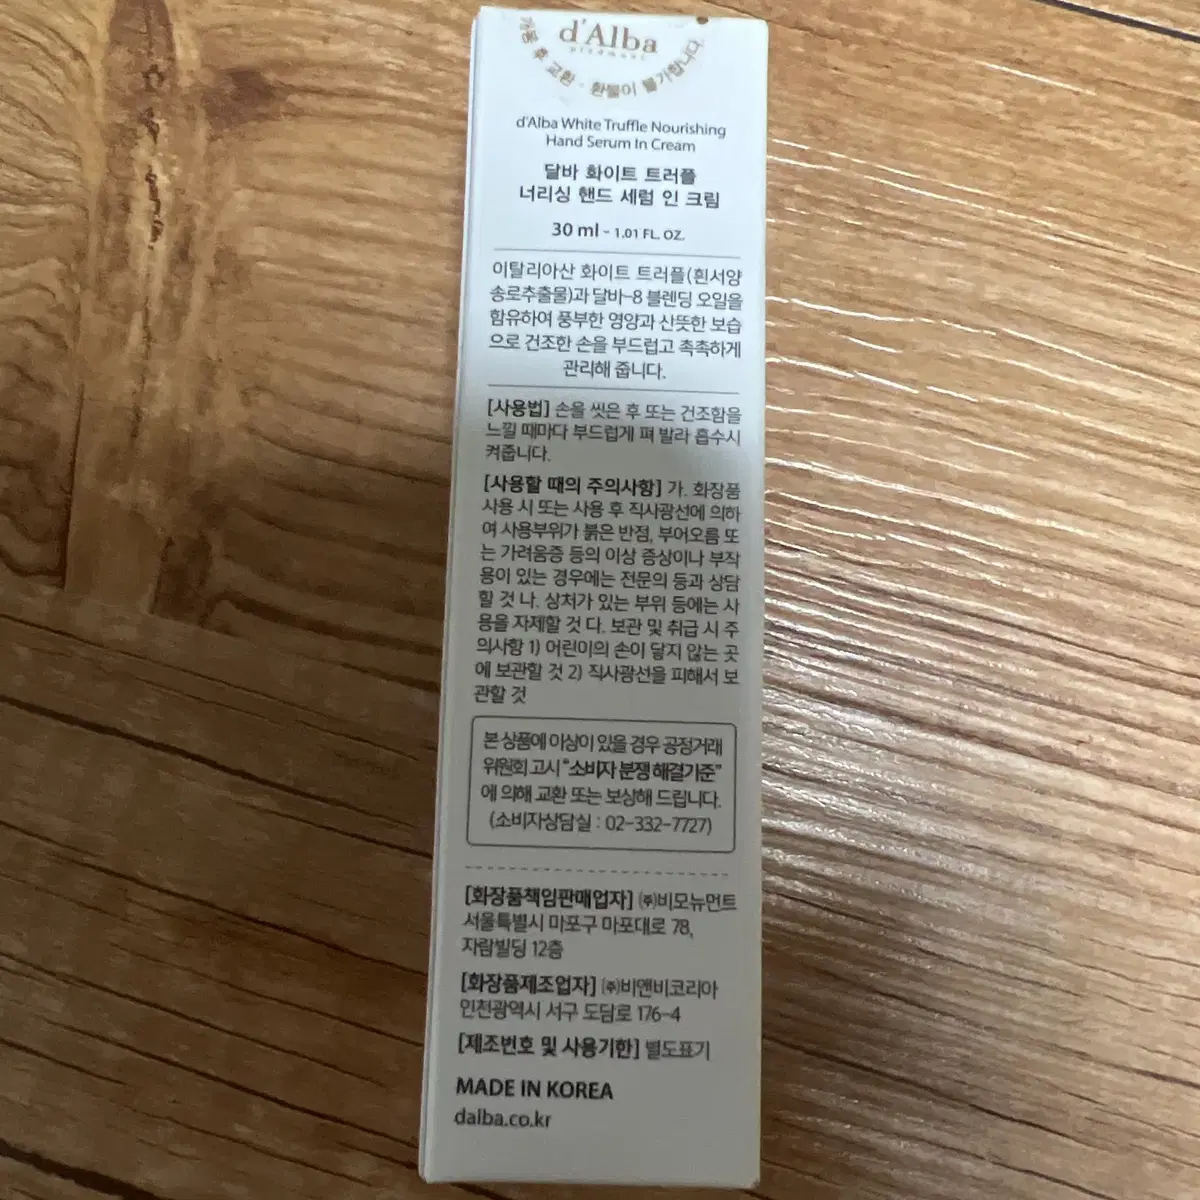 d'Alba
piedmont
개봉 후 교환 · 환불이 불가합니다.
d'Alba White Truffle Nourishing
Hand Serum In Cream
달바 화이트 트러플
너리싱 핸드 세럼 인 크림
30 ml - 1.01 FL. OZ.
이탈리아산 화이트 트러플(흰서양
송로추출물)과 달바-8 블렌딩 오일을
함유하여 풍부한 영양과 산뜻한 보습
으로 건조한 손을 부드럽고 촉촉하게
관리해 줍니다.
[사용법] 손을 씻은 후 또는 건조함을
느낄 때마다 부드럽게 펴 발라 흡수시
켜줍니다.
[사용할 때의 주의사항] 가. 화장품
사용 시 또는 사용 후 직사광선에 의하
여 사용부위가 붉은 반점, 부어오름 또
는 가려움증 등의 이상 증상이나 부작
용이 있는 경우에는 전문의 등과 상담
할 것 나. 상처가 있는 부위 등에는 사
용을 자제할 것 다. 보관 및 취급 시 주
의사항 1) 어린이의 손이 닿지 않는 곳
에 보관할 것 2) 직사광선을 피해서 보
관할 것
본 상품에 이상이 있을 경우 공정거래
위원회 고시 "소비자 분쟁 해결기준"
에 의해 교환 또는 보상해 드립니다.
(소비자상담실 : 02-332-7727)
[화장품책임판매업자] ㈜비모뉴먼트
서울특별시 마포구 마포대로 78,
자람빌딩 12층
[화장품제조업자] ㈜비앤비코리아
인천광역시 서구 도담로 176-4
[제조번호 및 사용기한] 별도표기
MADE IN KOREA
dalba.co.kr